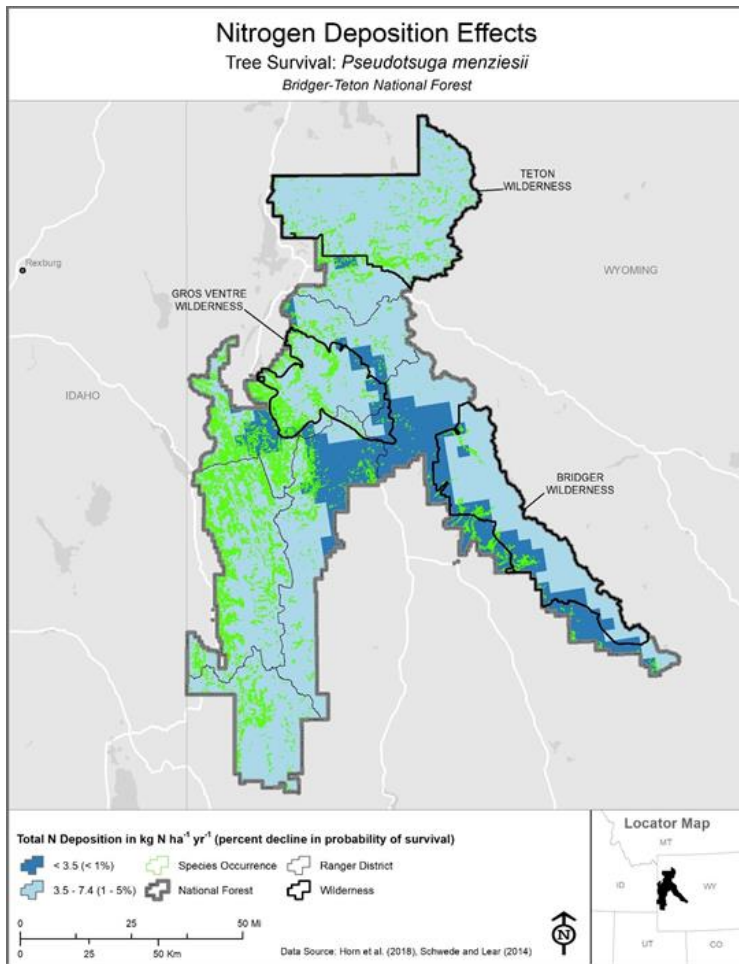 Nitrogen Deposition Effects
Tree Survival: Pseudotsuga menziesii
Bridger-Teton National Forest
TETON
WILDERNESS
Rexburg
WYOMING
GROS VENTRE
WILDERNESS
IDAHO
BRIDGER
WILDERNESS
Total N Deposition in kg N ha⁻¹ yr⁻¹ (percent decline in probability of survival)
< 3.5 (< 1%)
Species Occurrence
Ranger District
3.5 - 7.4 (1 - 5%)
National Forest
Wilderness
0 25 50 Mi
0 25 50 Km
Data Source: Horn et al. (2018), Schwede and Lear (2014)
N
Locator Map
MT
ID
WY
UT
CO